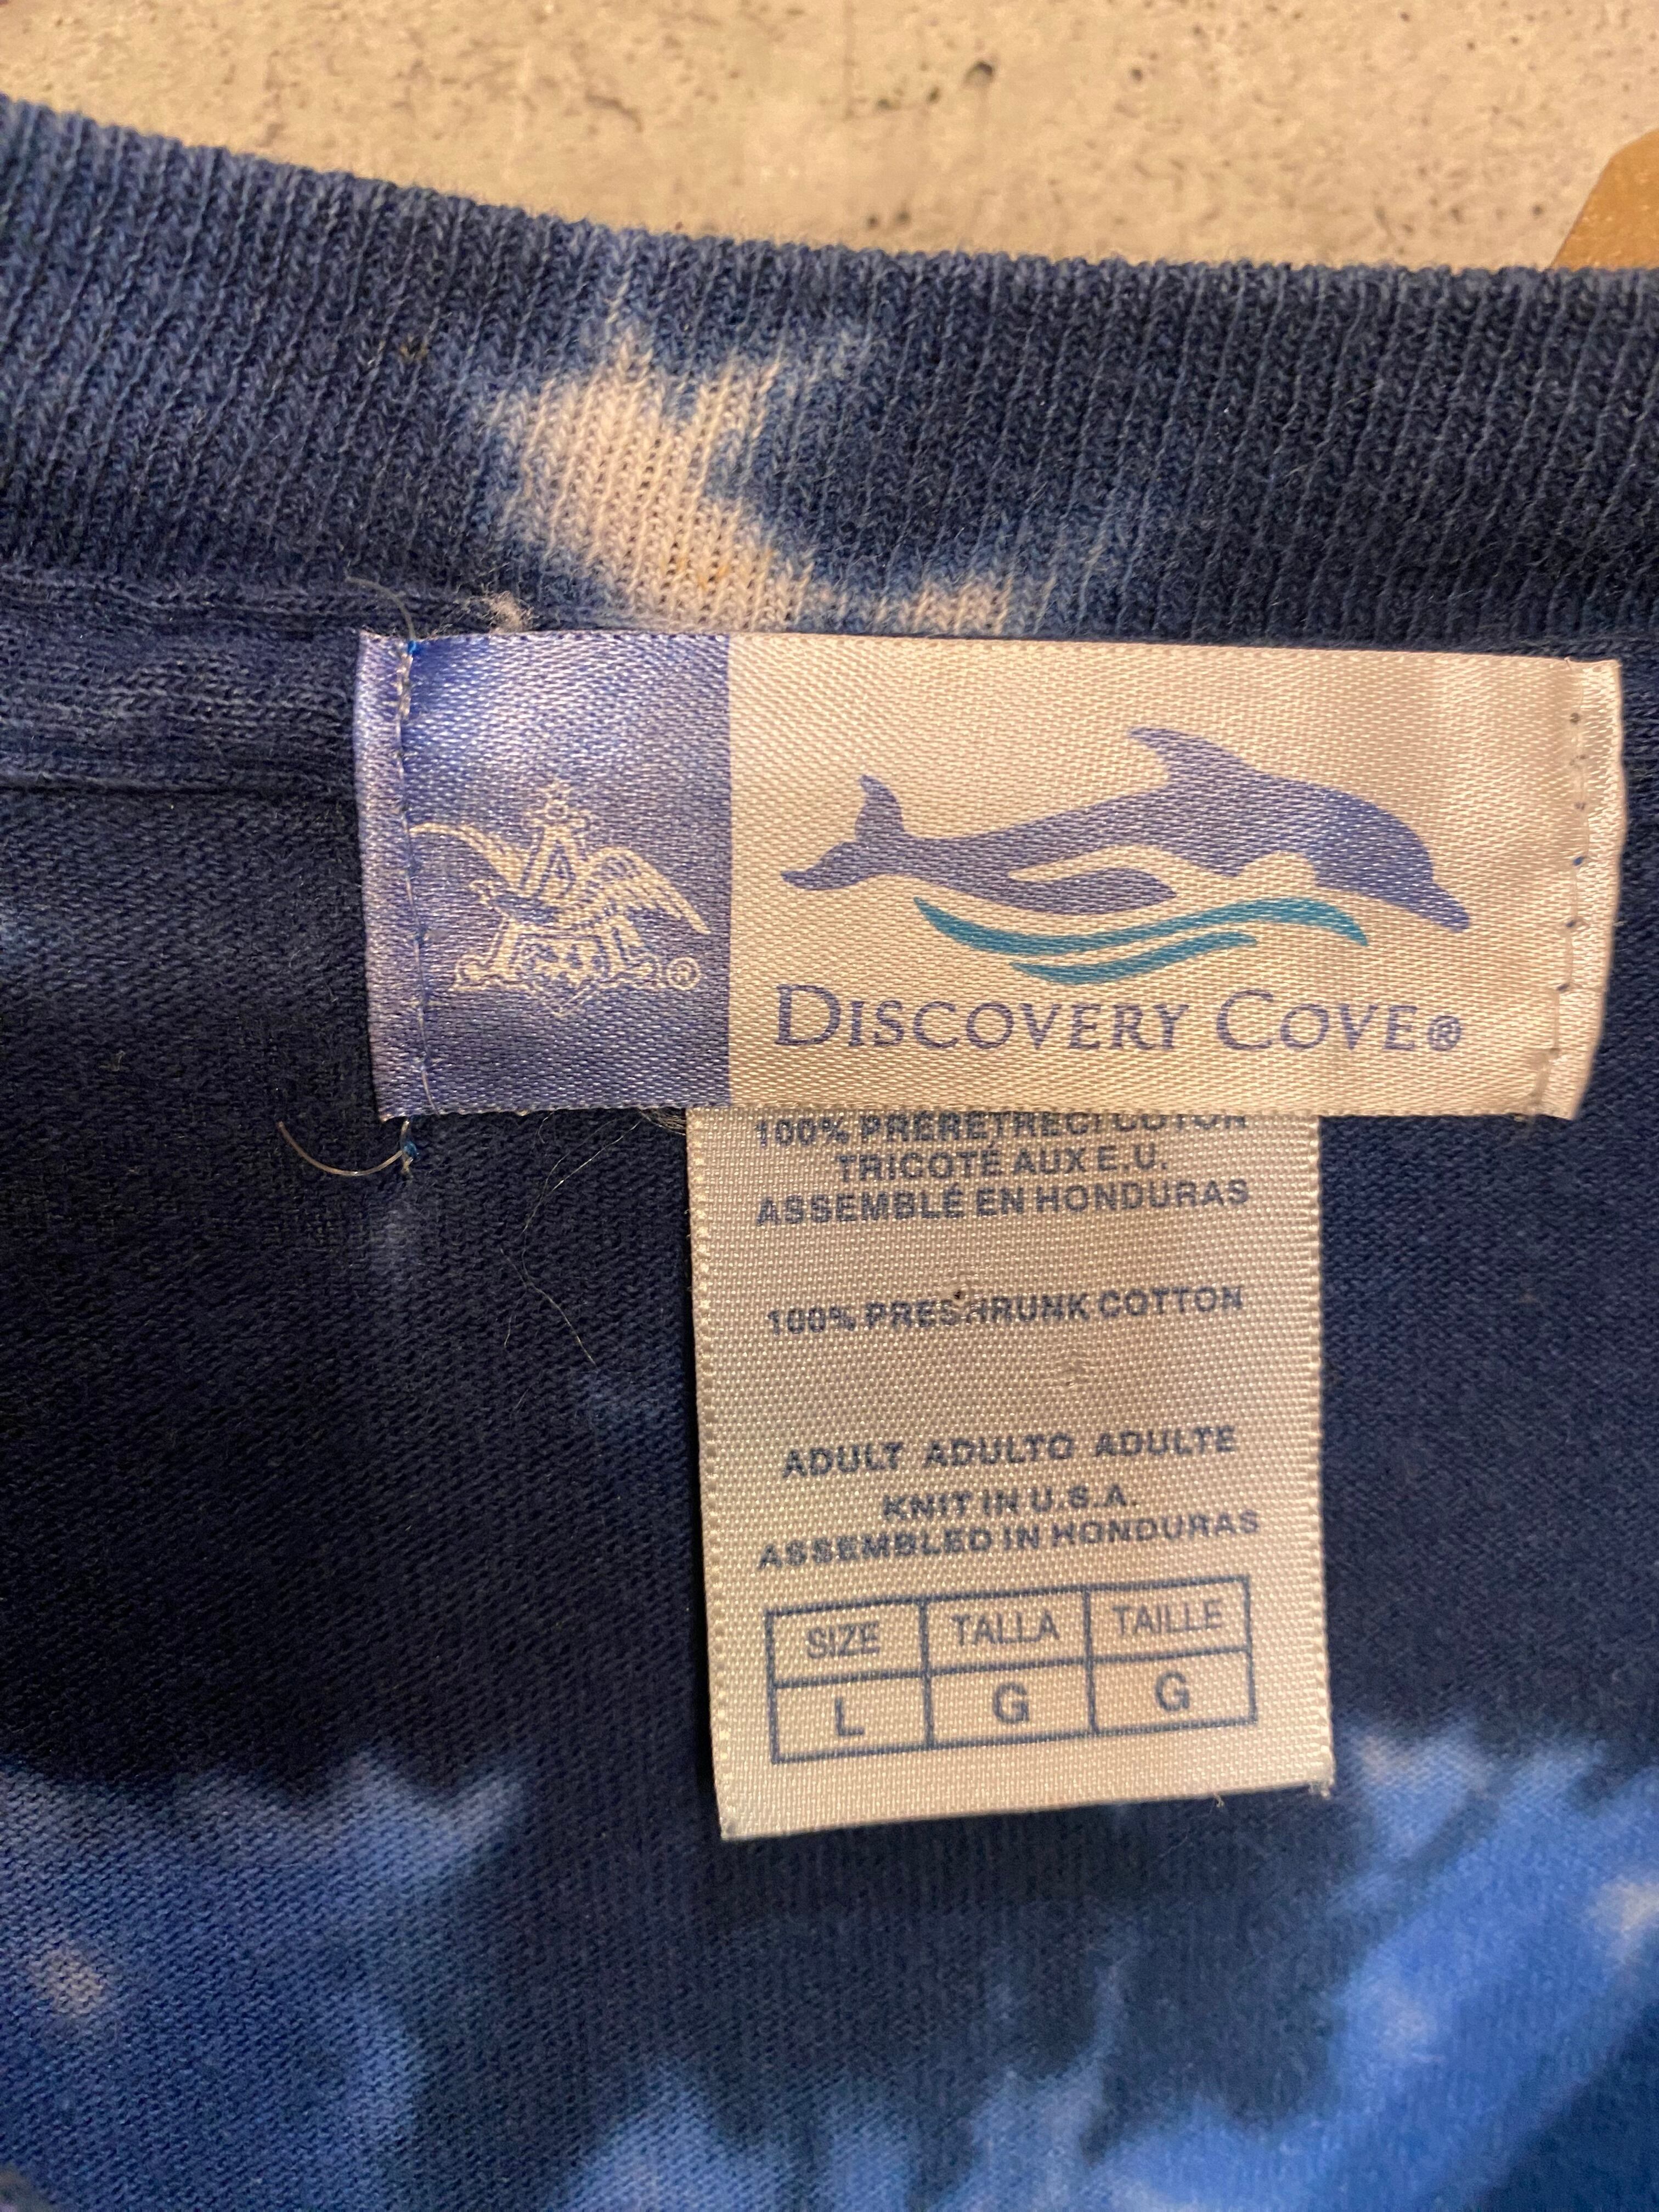 DISCOVERY COVE®
100% PRÉRÉTRÉCI COTON
TRICOTÉ AUX E.U.
ASSEMBLÉ EN HONDURAS
100% PRESHRUNK COTTON
ADULT ADULTO ADULTE
KNIT IN U.S.A.
ASSEMBLED IN HONDURAS
SIZE TALLA TAILLE
L G G